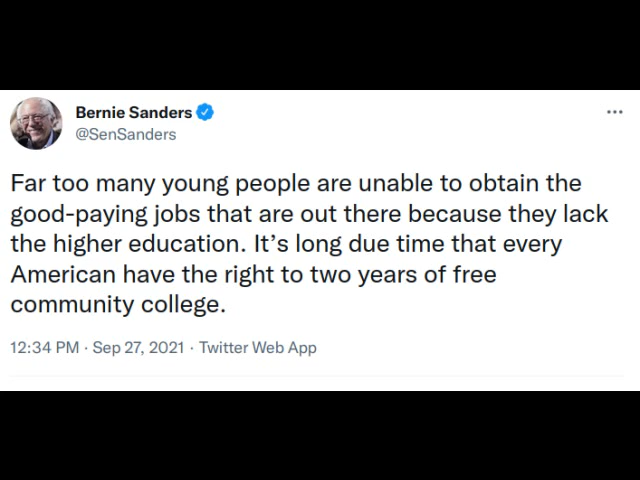 Bernie Sanders
@SenSanders
Far too many young people are unable to obtain the
good-paying jobs that are out there because they lack
the higher education. It’s long due time that every
American have the right to two years of free
community college.
12:34 PM · Sep 27, 2021 · Twitter Web App